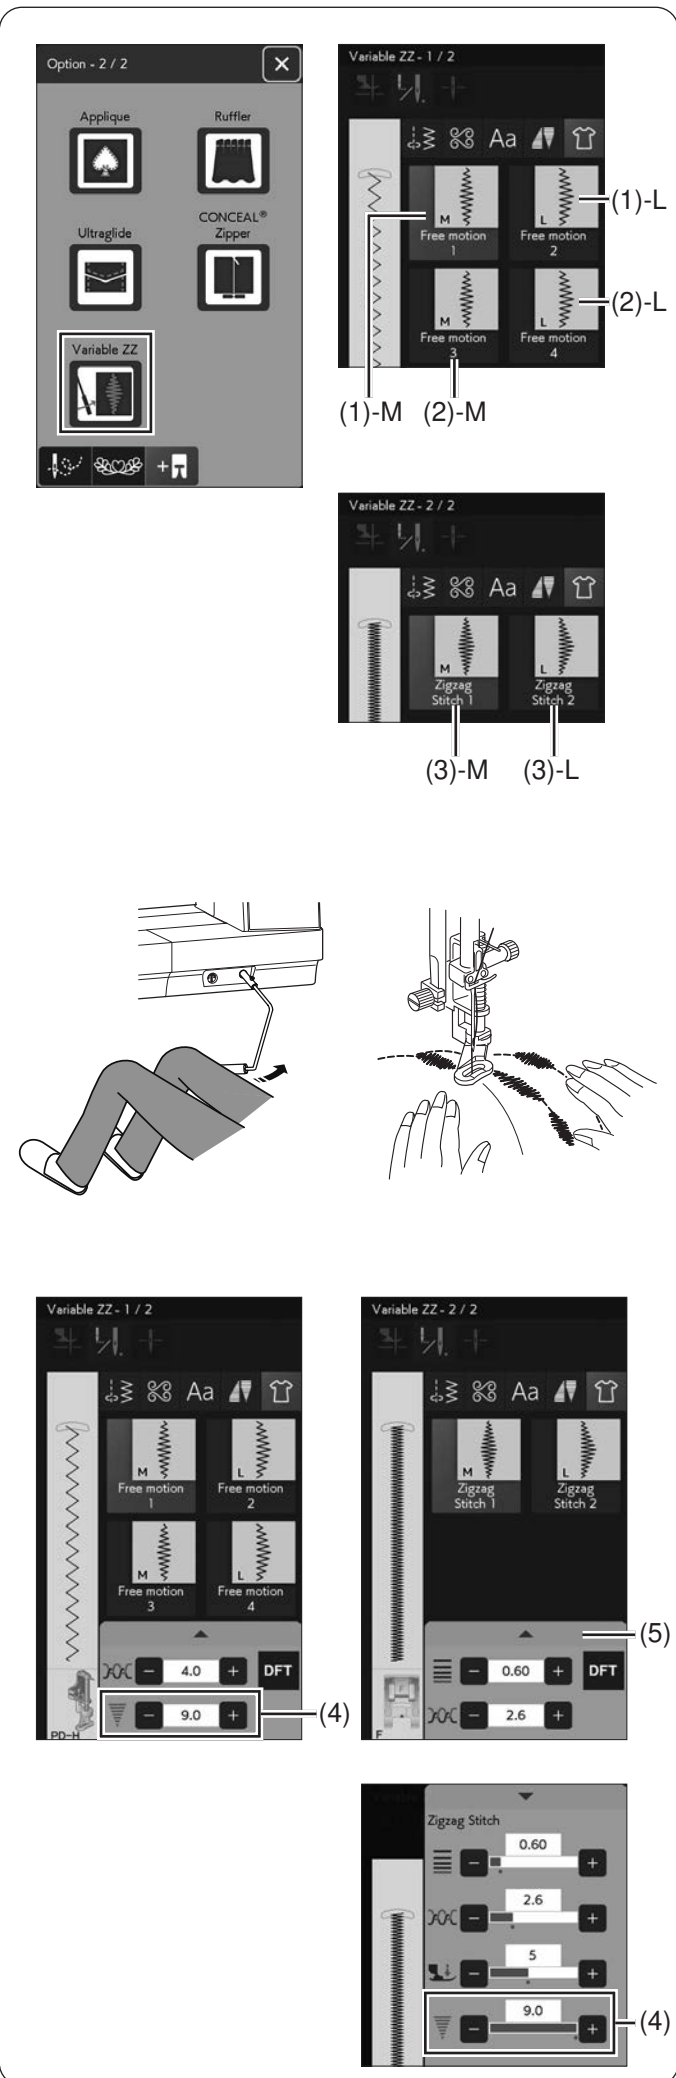 Option - 2 / 2
Applique
Ruffler
Ultraglide
CONCEAL®
Zipper
Variable ZZ
Variable ZZ - 1 / 2
Aa
M
Free motion
1
L
Free motion
2
M
Free motion
3
L
Free motion
4
(1)-L
(2)-L
(1)-M
(2)-M
Variable ZZ - 2 / 2
Aa
M
Zigzag
Stitch 1
L
Zigzag
Stitch 2
(3)-M
(3)-L
Variable ZZ - 1 / 2
Aa
M
Free motion
1
L
Free motion
2
M
Free motion
3
L
Free motion
4
4.0
DFT
9.0
PD-H
(4)
Variable ZZ - 2 / 2
Aa
M
Zigzag
Stitch 1
L
Zigzag
Stitch 2
(5)
0.60
DFT
2.6
F
Zigzag Stitch
0.60
2.6
5
9.0
(4)